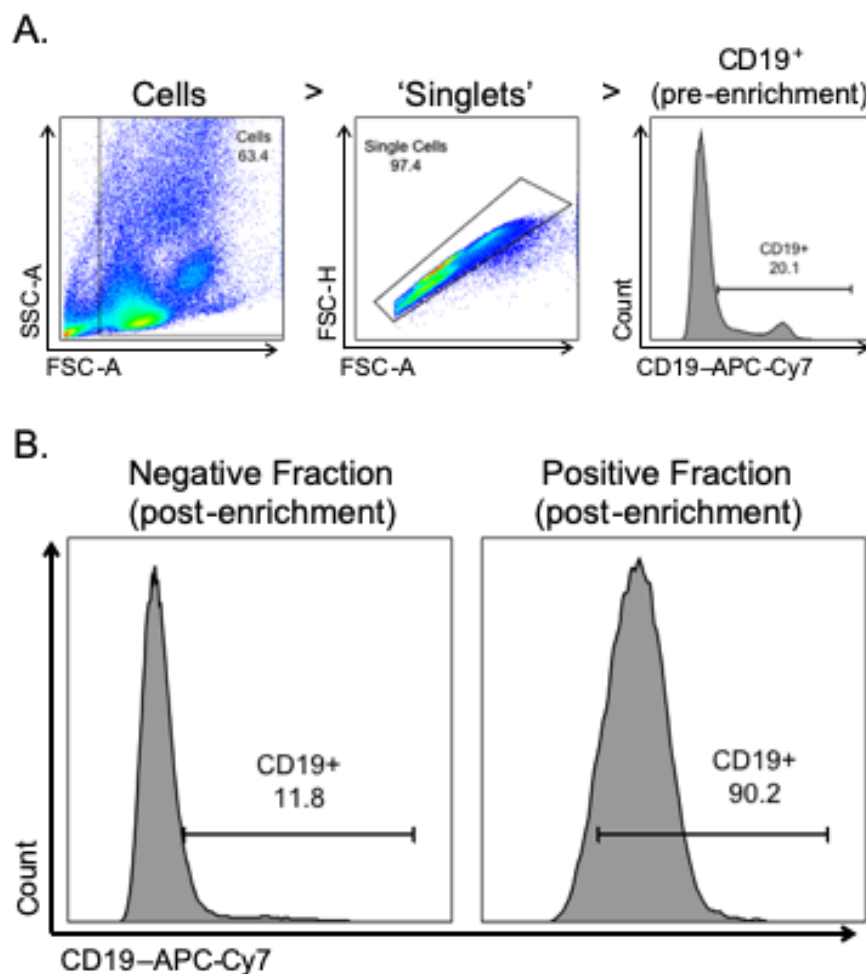 A.
Cells > 'Singlets' > CD19⁺
(pre-enrichment)
Cells
63.4
SSC-A
FSC-A
Single Cells
97.4
FSC-H
FSC-A
CD19+
20.1
Count
CD19–APC-Cy7
B.
Negative Fraction
(post-enrichment)
CD19+
11.8
Positive Fraction
(post-enrichment)
CD19+
90.2
Count
CD19–APC-Cy7